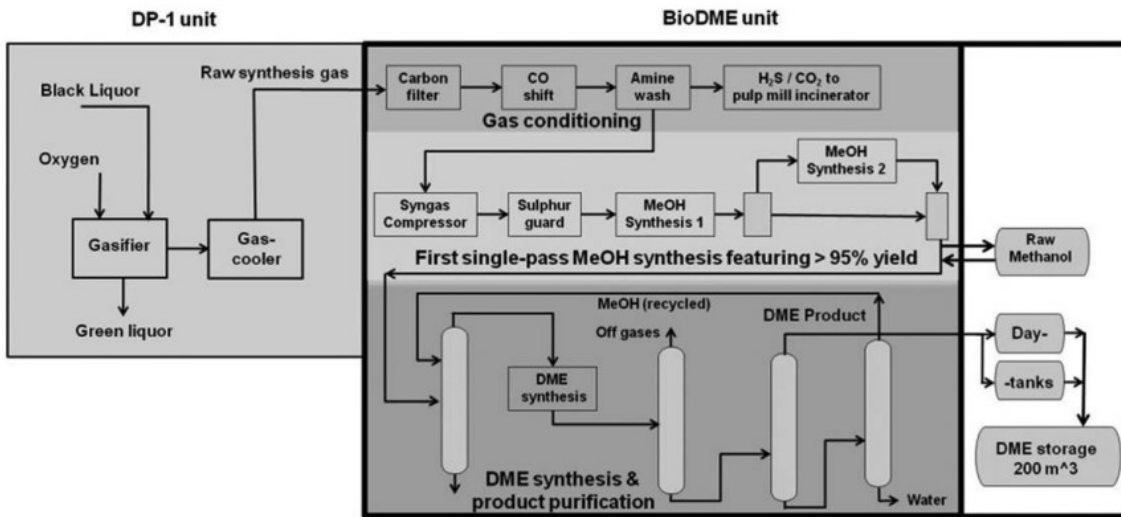 DP-1 unit
BioDME unit
Raw synthesis gas
Black Liquor
Oxygen
Gasifier
Gas-
cooler
Green liquor
Carbon
filter
CO
shift
Amine
wash
H₂S / CO₂ to
pulp mill incinerator
Gas conditioning
MeOH
Synthesis 2
Syngas
Compressor
Sulphur
guard
MeOH
Synthesis 1
First single-pass MeOH synthesis featuring > 95% yield
Raw
Methanol
MeOH (recycled)
Off gases
DME Product
DME
synthesis
Day-
-tanks
DME storage
200 m^3
DME synthesis &
product purification
Water